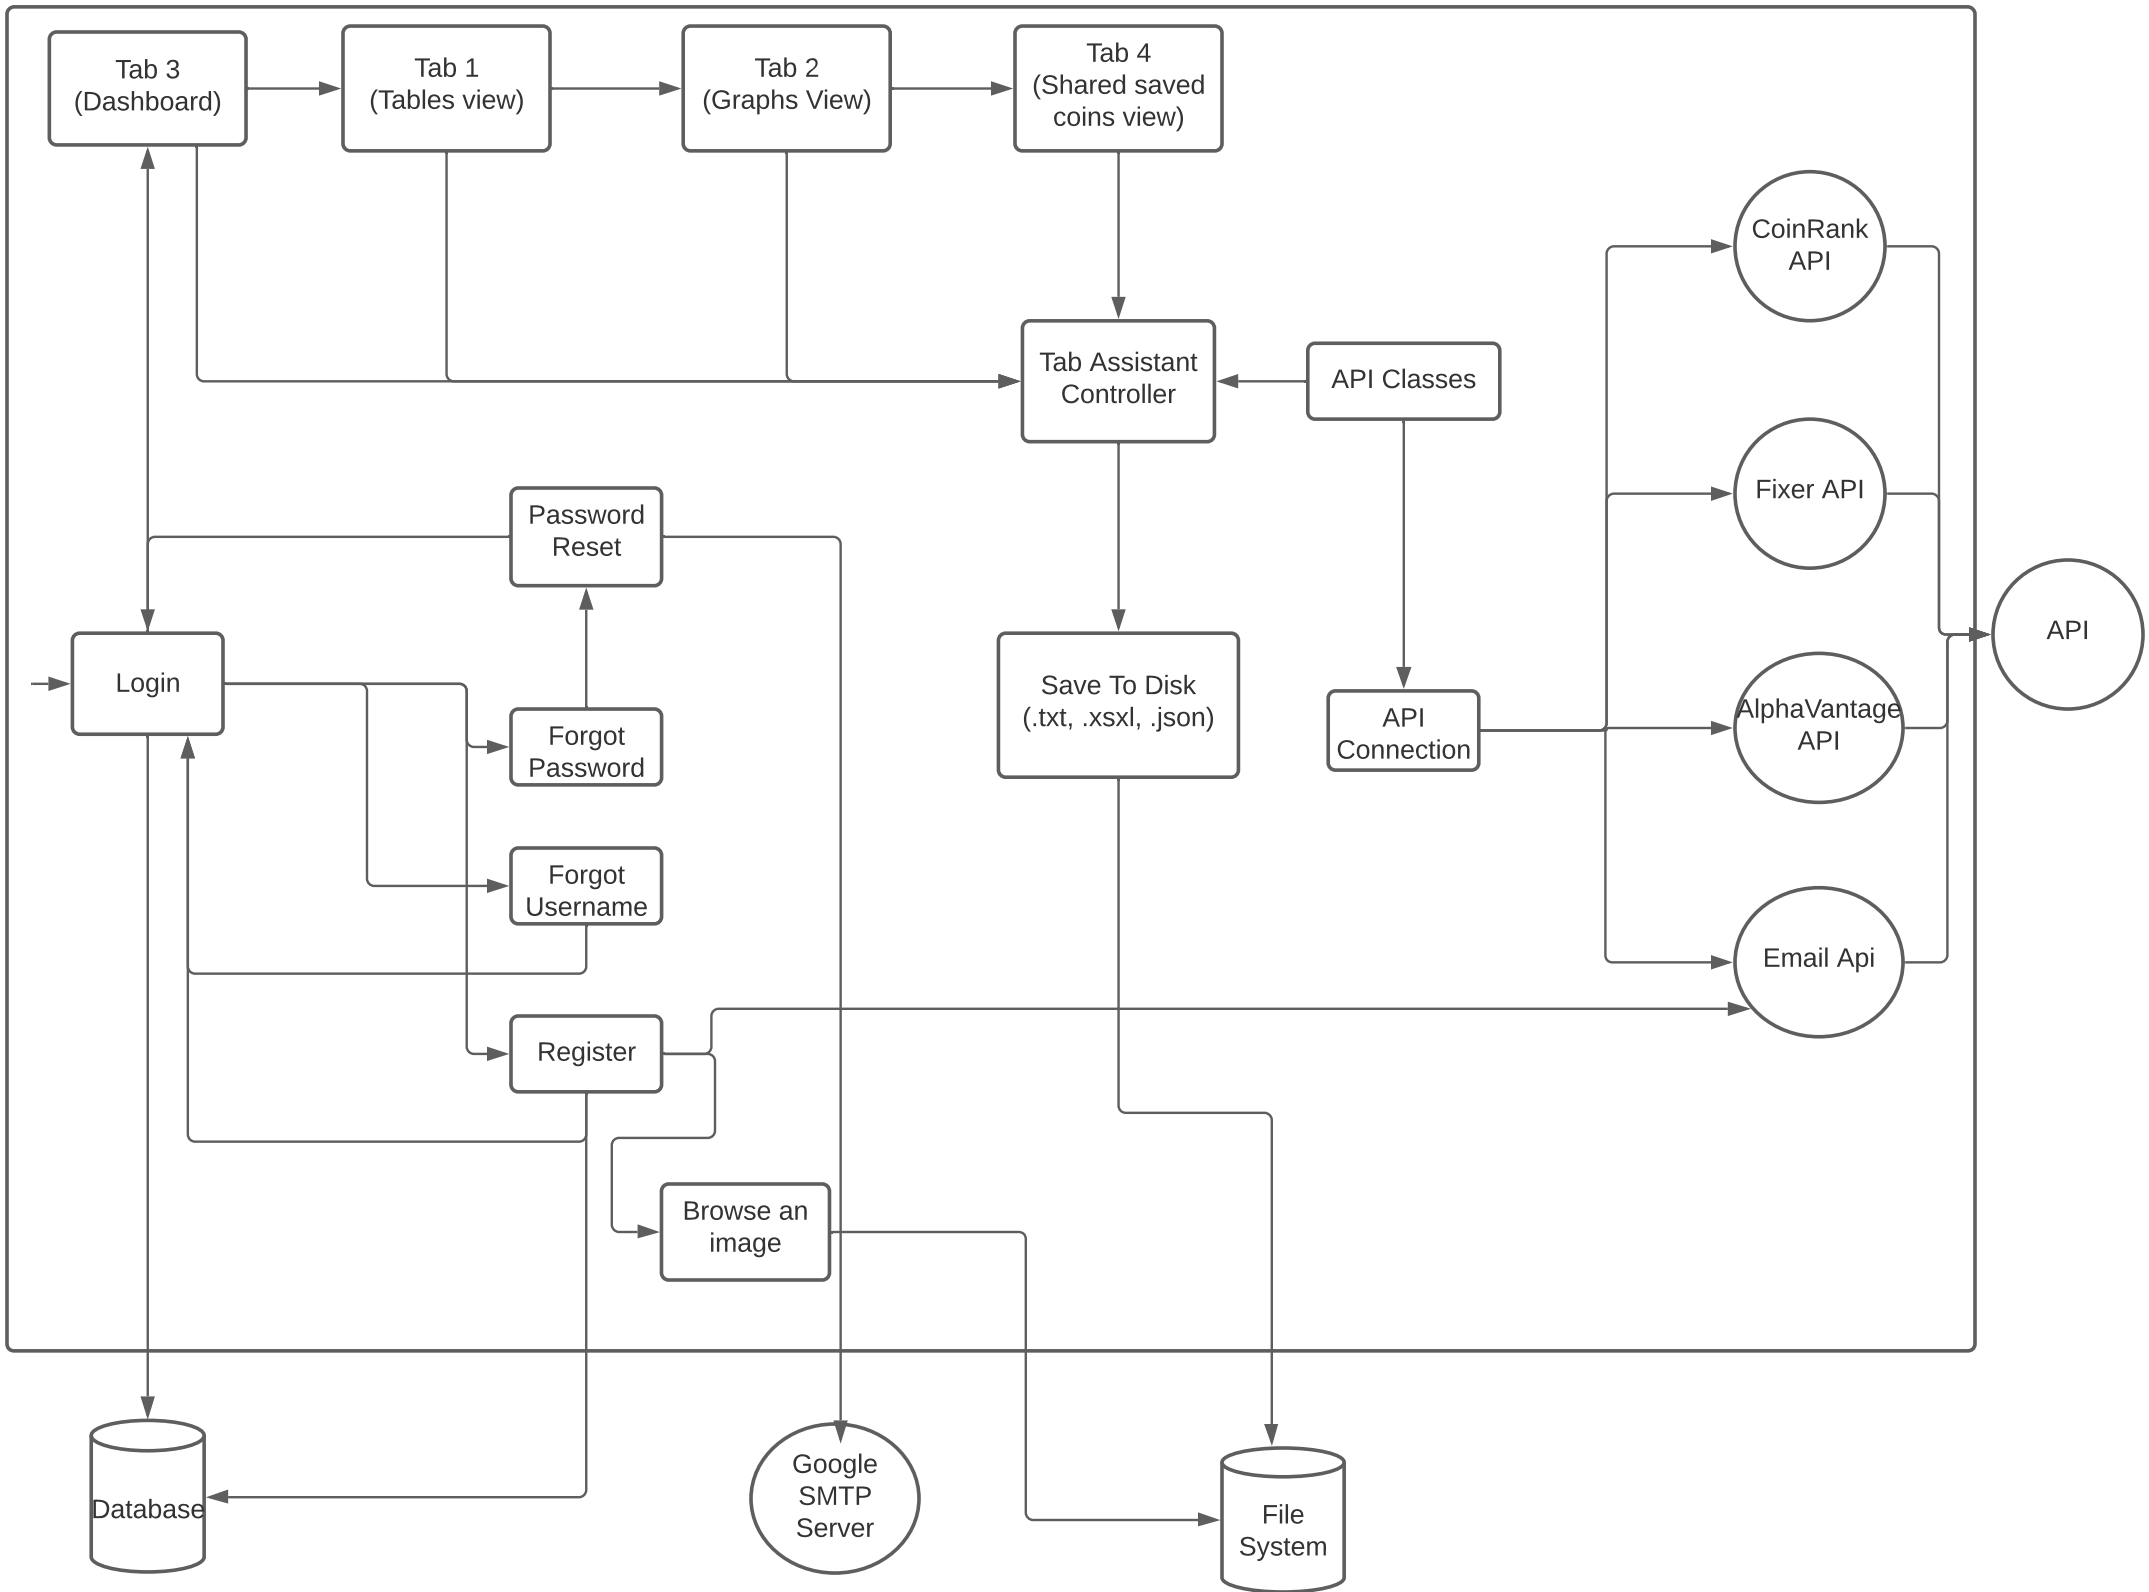 Tab 3
(Dashboard)
Tab 1
(Tables view)
Tab 2
(Graphs View)
Tab 4
(Shared saved
coins view)
CoinRank
API
Tab Assistant
Controller
API Classes
Fixer API
Password
Reset
API
Login
Forgot
Password
Save To Disk
(.txt, .xsxl, .json)
API
Connection
AlphaVantage
API
Forgot
Username
Email Api
Register
Browse an
image
Database
Google
SMTP
Server
File
System